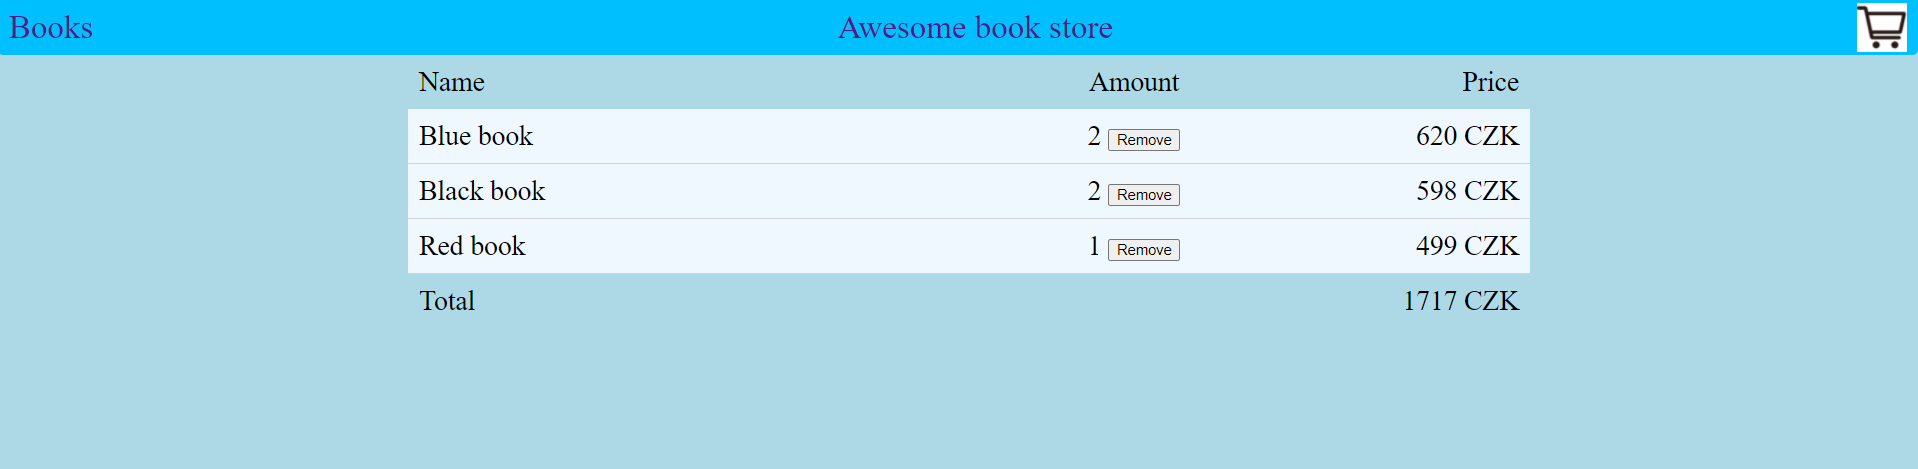 Books Awesome book store
Name Amount Price
Blue book 2 Remove 620 CZK
Black book 2 Remove 598 CZK
Red book 1 Remove 499 CZK
Total 1717 CZK